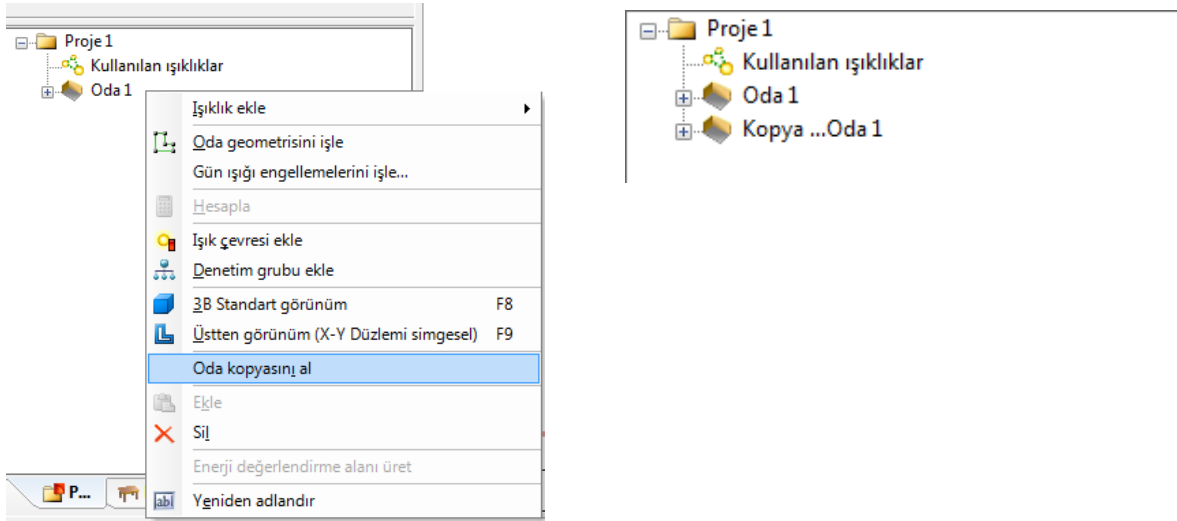 Proje 1
Kullanılan ışıklıklar
Oda 1
Işıklık ekle
Oda geometrisini işle
Gün ışığı engellemelerini işle...
Hesapla
Işık çevresi ekle
Denetim grubu ekle
3B Standart görünüm F8
Üstten görünüm (X-Y Düzlemi simgesel) F9
Oda kopyasını al
Ekle
Sil
Enerji değerlendirme alanı üret
Yeniden adlandır
P...
abl
Proje 1
Kullanılan ışıklıklar
Oda 1
Kopya ...Oda 1